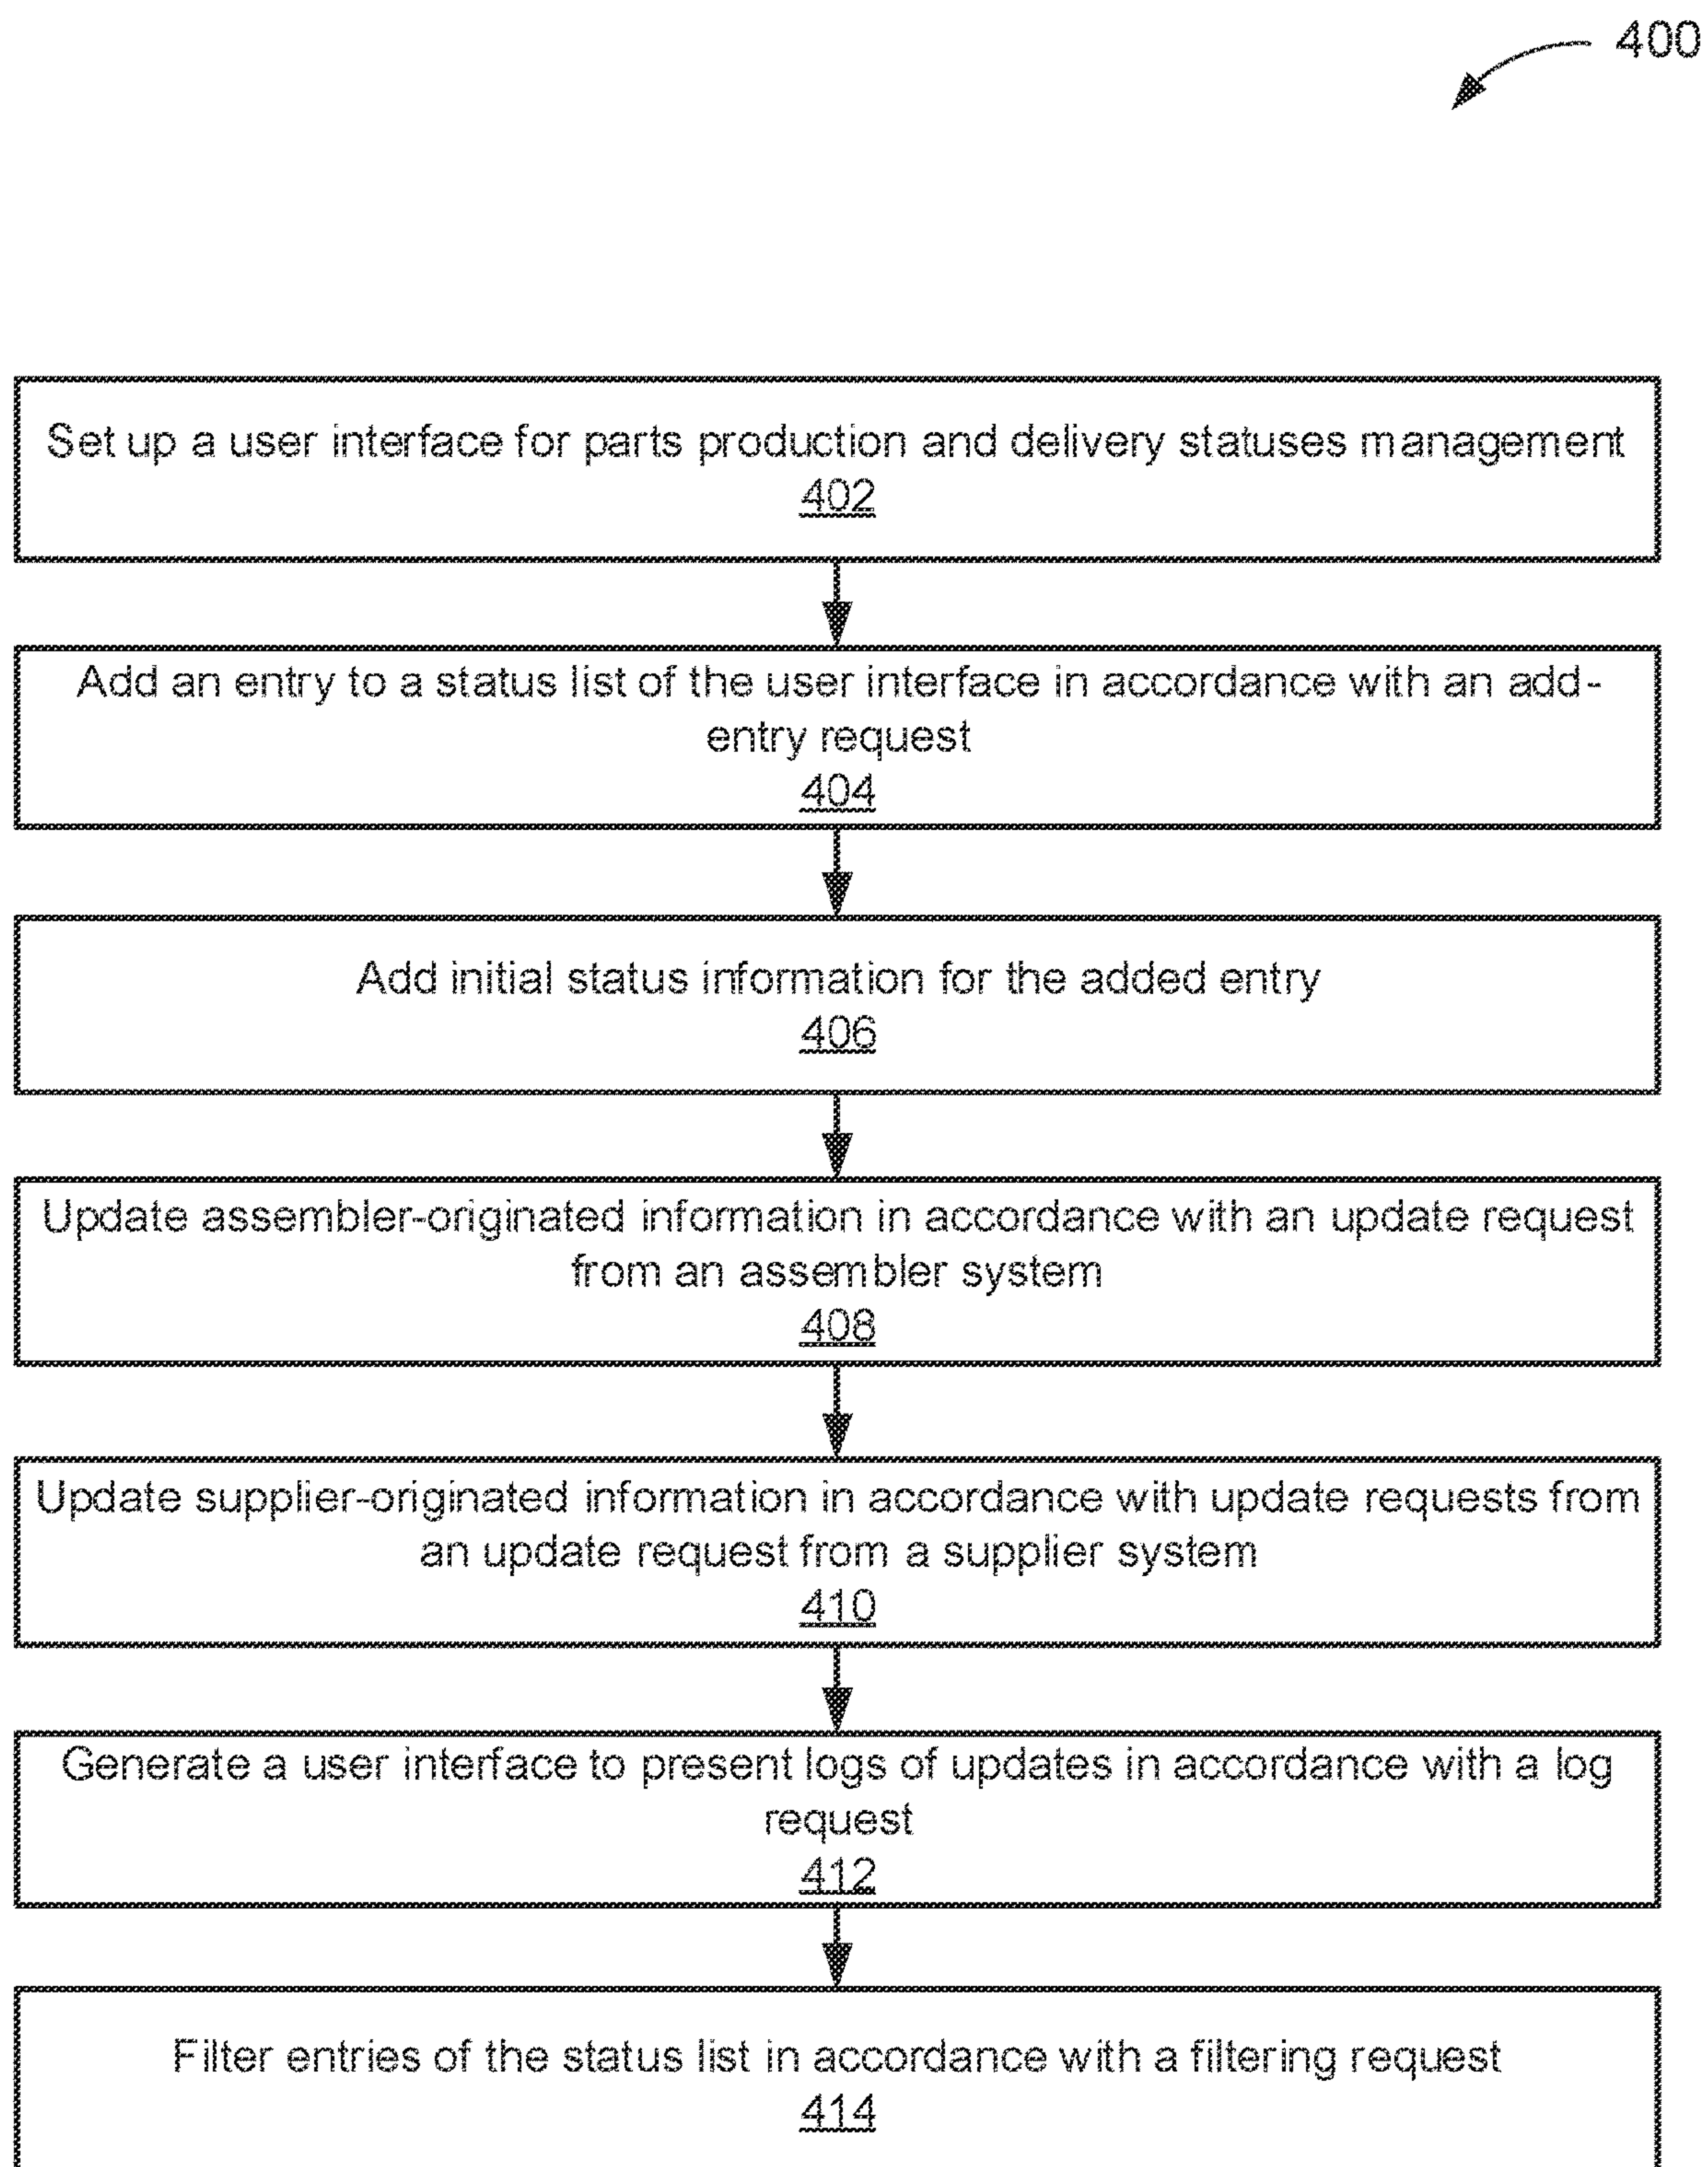 400
Set up a user interface for parts production and delivery statuses management
402
Add an entry to a status list of the user interface in accordance with an add-
entry request
404
Add initial status information for the added entry
406
Update assembler-originated information in accordance with an update request
from an assembler system
408
Update supplier-originated information in accordance with update requests from
an update request from a supplier system
410
Generate a user interface to present logs of updates in accordance with a log
request
412
Filter entries of the status list in accordance with a filtering request
414